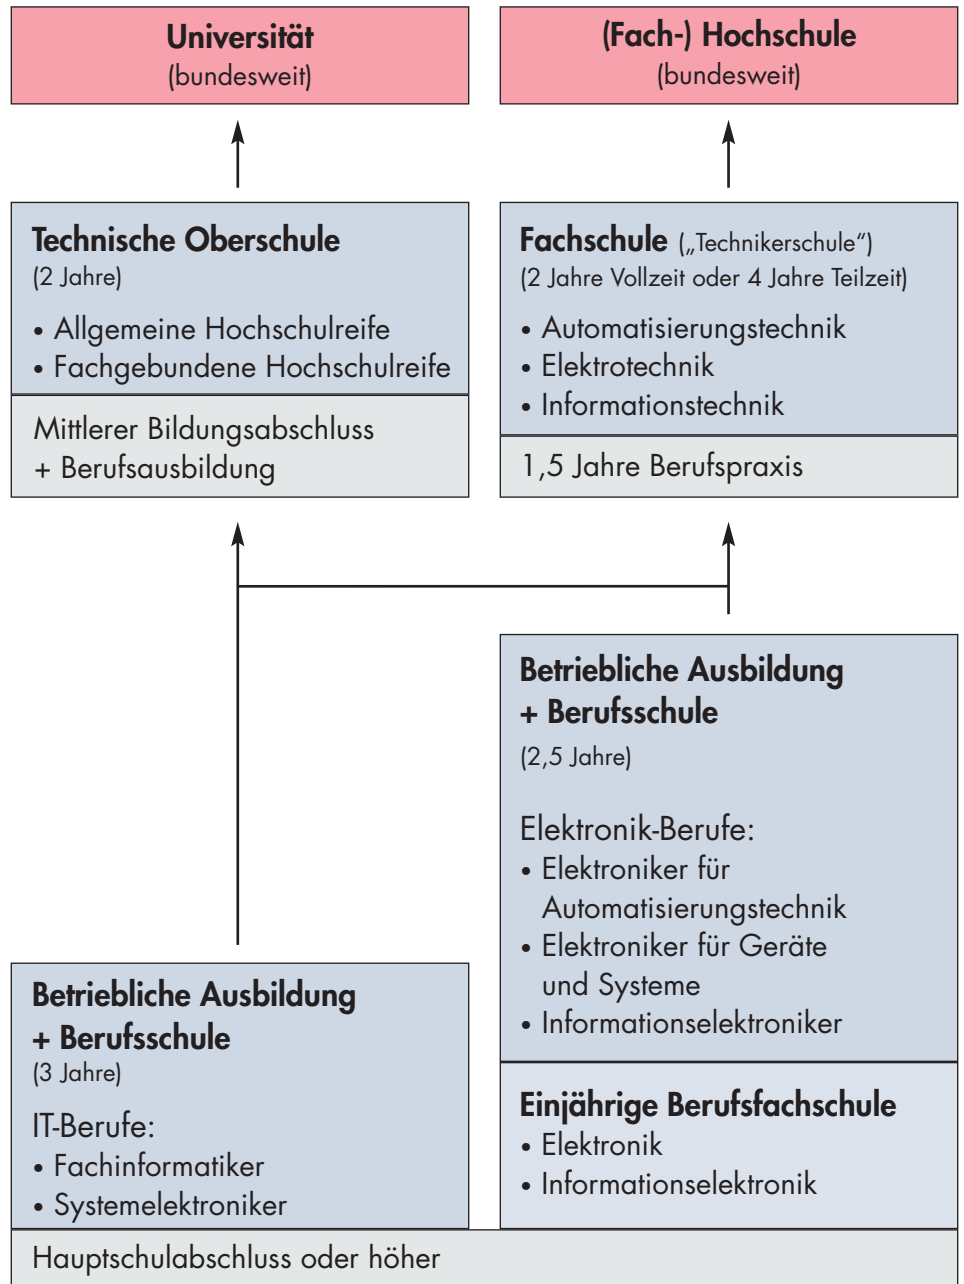 Universität
(bundesweit)
(Fach-) Hochschule
(bundesweit)
Technische Oberschule
(2 Jahre)
• Allgemeine Hochschulreife
• Fachgebundene Hochschulreife
Mittlerer Bildungsabschluss
+ Berufsausbildung
Fachschule („Technikerschule“)
(2 Jahre Vollzeit oder 4 Jahre Teilzeit)
• Automatisierungstechnik
• Elektrotechnik
• Informationstechnik
1,5 Jahre Berufspraxis
Betriebliche Ausbildung
+ Berufsschule
(2,5 Jahre)
Elektronik-Berufe:
• Elektroniker für
Automatisierungstechnik
• Elektroniker für Geräte
und Systeme
• Informationselektroniker
Betriebliche Ausbildung
+ Berufsschule
(3 Jahre)
IT-Berufe:
• Fachinformatiker
• Systemelektroniker
Einjährige Berufsfachschule
• Elektronik
• Informationselektronik
Hauptschulabschluss oder höher